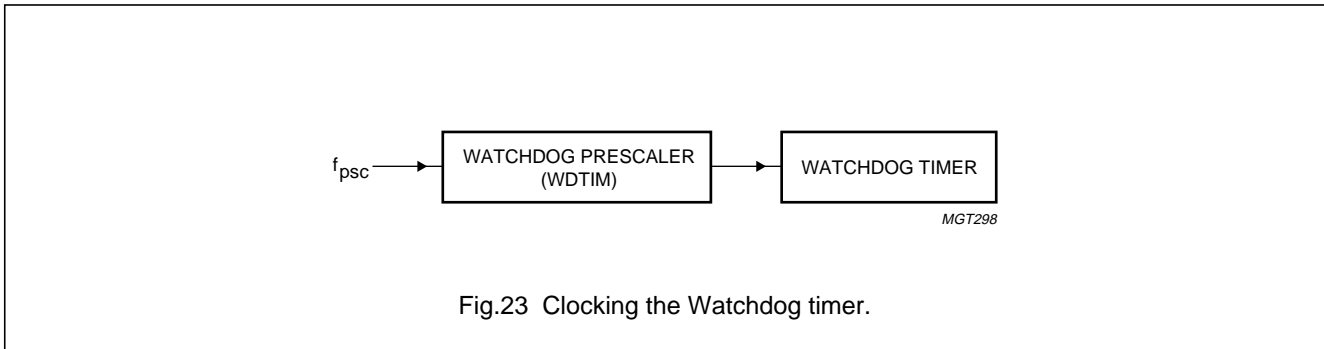 fpsc
WATCHDOG PRESCALER
(WDTIM)
WATCHDOG TIMER
MGT298
Fig.23 Clocking the Watchdog timer.